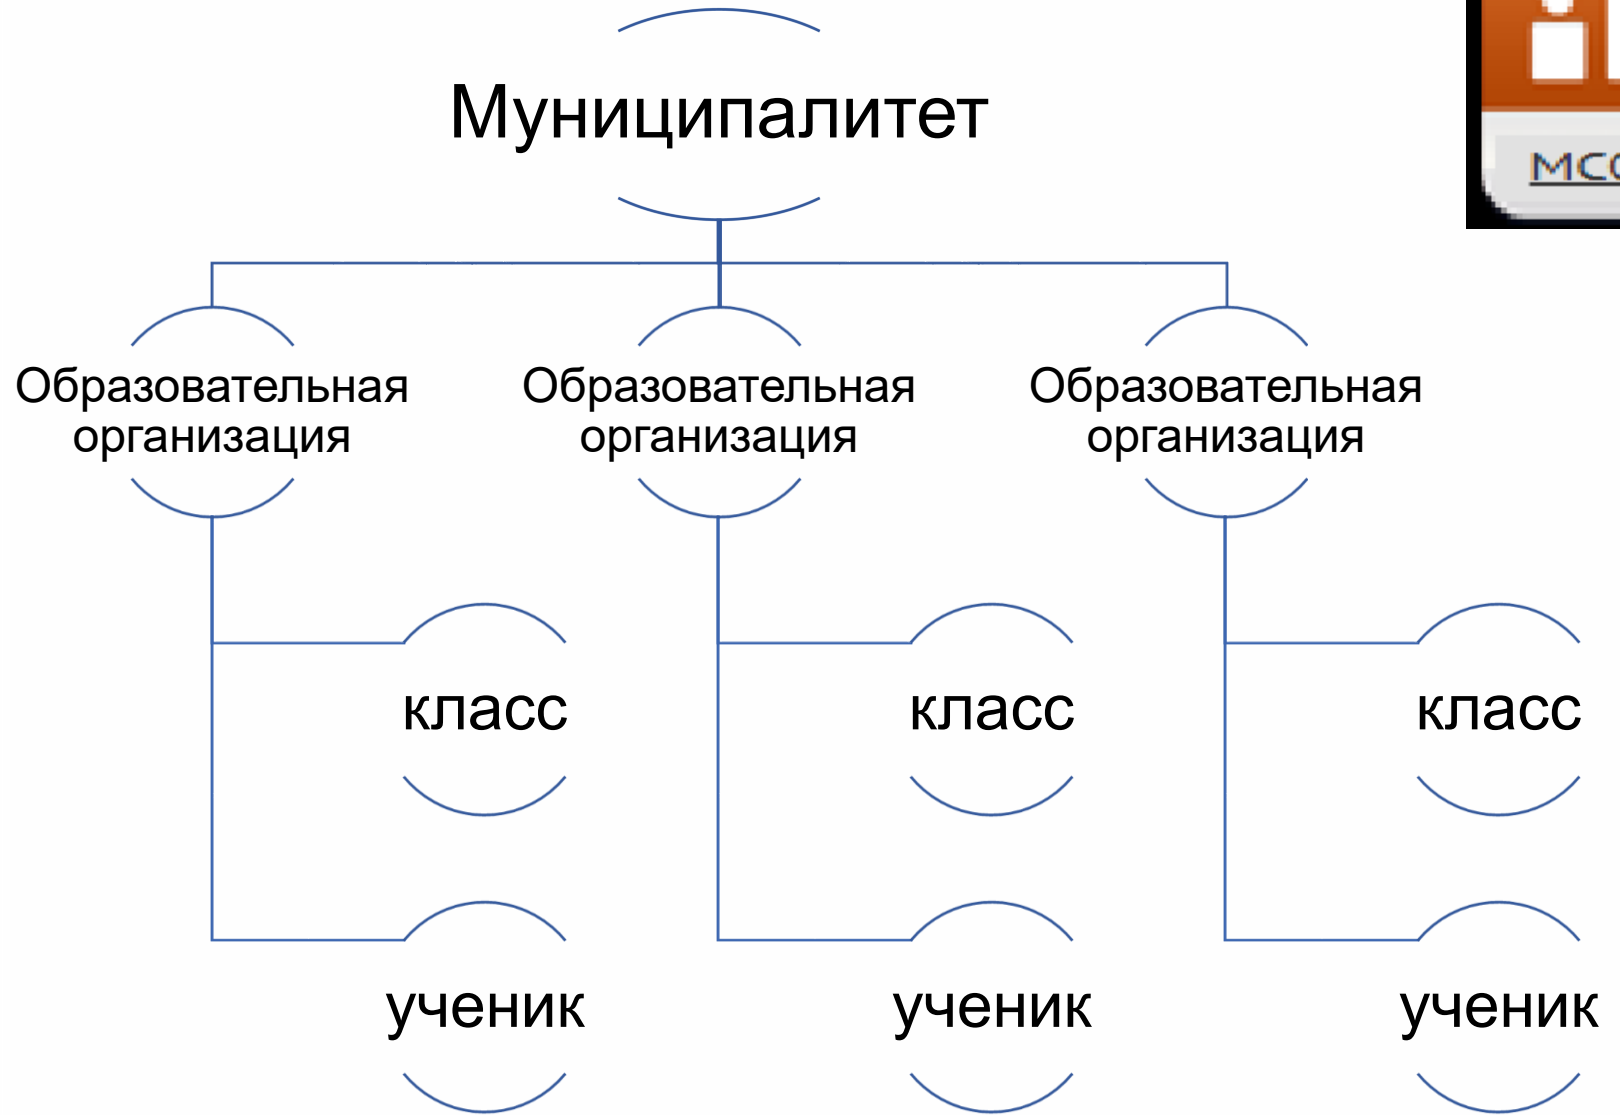 Муниципалитет
Образовательная
организация
Образовательная
организация
Образовательная
организация
класс
класс
класс
ученик
ученик
ученик